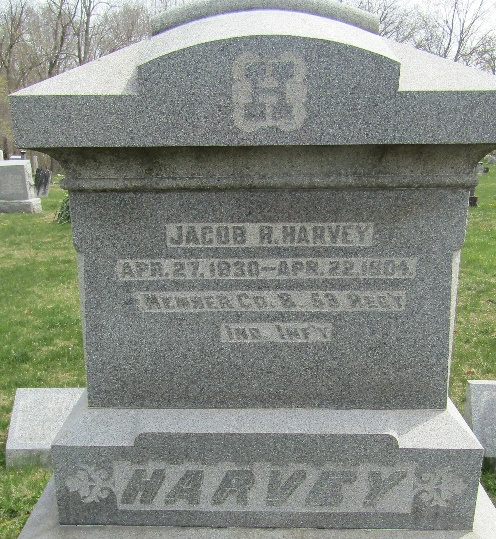 H
JACOB R. HARVEY
APR. 27, 1830—APR. 22, 1904.
MEMBER CO. B. 53 REGT
IND. INFY
HARVEY